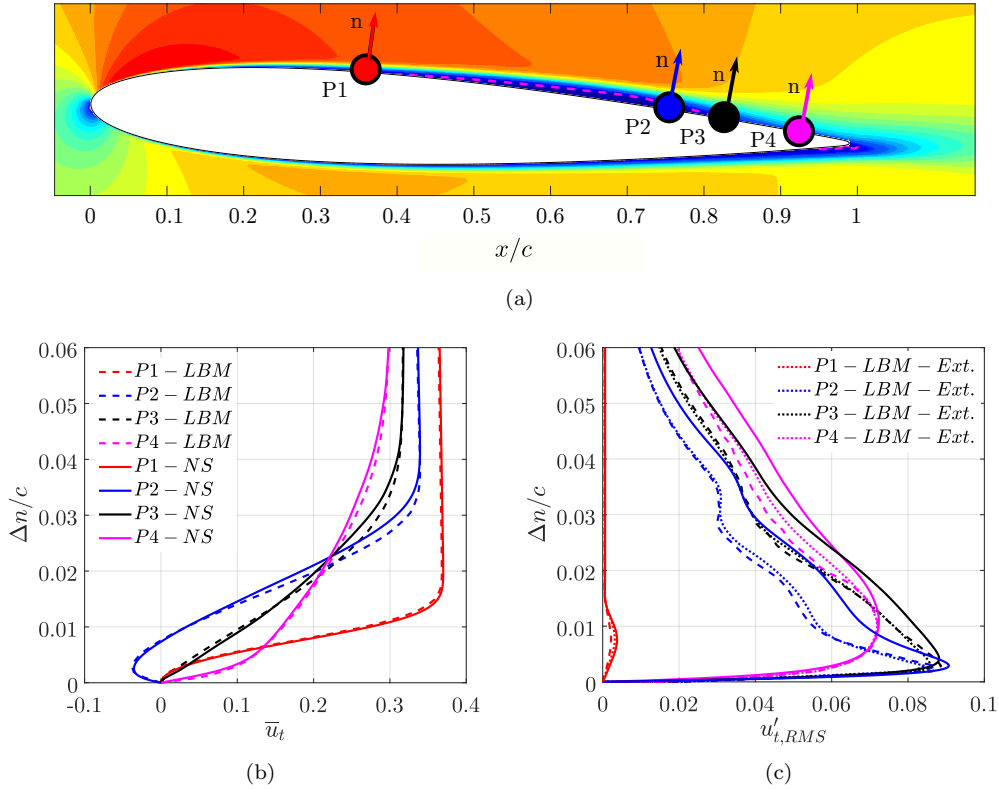 n n n n
P1 P2 P3 P4
0 0.1 0.2 0.3 0.4 0.5 0.6 0.7 0.8 0.9 1
x/c
(a)
0.06
0.05
0.04
0.03
0.02
0.01
0
Δn/c
P1 − LBM
P2 − LBM
P3 − LBM
P4 − LBM
P1 − NS
P2 − NS
P3 − NS
P4 − NS
-0.1 0 0.1 0.2 0.3 0.4
u̅t
(b)
0.06
0.05
0.04
0.03
0.02
0.01
0
Δn/c
P1 − LBM − Ext.
P2 − LBM − Ext.
P3 − LBM − Ext.
P4 − LBM − Ext.
0 0.02 0.04 0.06 0.08 0.1
u′t,RMS
(c)